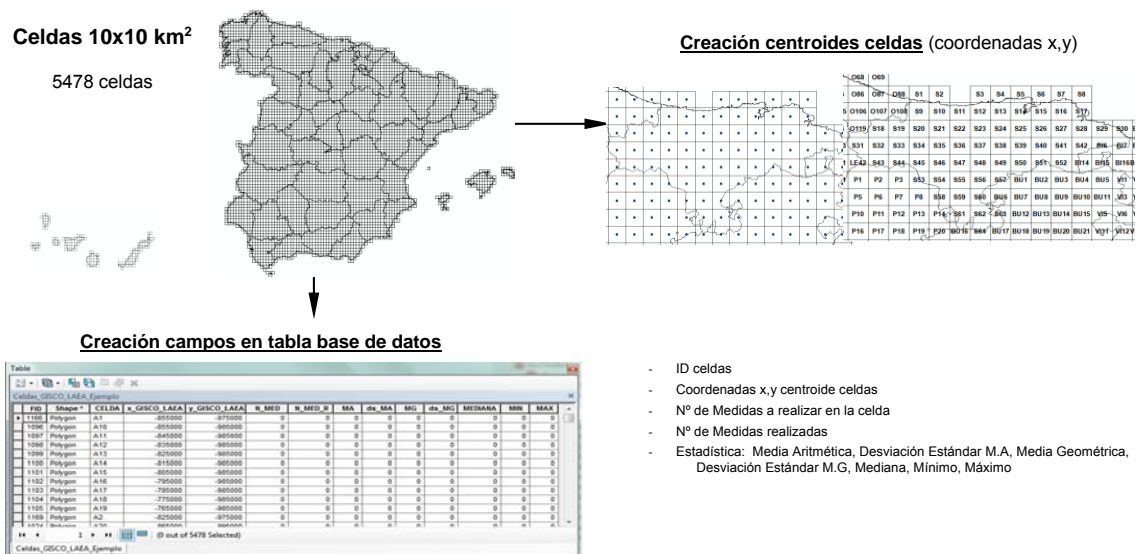 Celdas 10x10 km2
5478 celdas
Creación centroides celdas (coordenadas x,y)
O68 O69
O86 O87 O88 S1 S2 S3 S4 S5 S6 S7 S8
O106 O107 O108 S9 S10 S11 S12 S13 S14 S15 S16 S17
O119 S18 S19 S20 S21 S22 S23 S24 S25 S26 S27 S28 S29 S30
S31 S32 S33 S34 S35 S36 S37 S38 S39 S40 S41 S42 BI6 BI7
LE42 S43 S44 S45 S46 S47 S48 S49 S50 S51 S52 BI14 BI15 BI16
P1 P2 P3 S53 S54 S55 S56 S57 BU1 BU2 BU3 BU4 BU5 VI1
P5 P6 P7 P8 S58 S59 S60 BU6 BU7 BU8 BU9 BU10 BU11 VI3
P10 P11 P12 P13 P14 S61 S62 S63 BU12 BU13 BU14 BU15 VI5 VI6
P16 P17 P18 P19 P20 BU16 S64 BU17 BU18 BU19 BU20 BU21 VI11 VI12
Creación campos en tabla base de datos
Table
Celdas_GISCO_LAEA_Ejemplo
FID Shape * CELDA x_GISCO_LAEA y_GISCO_LAEA N_MED N_MED_R MA ds_MA MG ds_MG MEDIANA MIN MAX
1166 Polygon A1 -855000 -975000 0 0 0 0 0 0 0 0 0
1096 Polygon A10 -855000 -985000 0 0 0 0 0 0 0 0 0
1097 Polygon A11 -845000 -985000 0 0 0 0 0 0 0 0 0
1098 Polygon A12 -835000 -985000 0 0 0 0 0 0 0 0 0
1099 Polygon A13 -825000 -985000 0 0 0 0 0 0 0 0 0
1100 Polygon A14 -815000 -985000 0 0 0 0 0 0 0 0 0
1101 Polygon A15 -805000 -985000 0 0 0 0 0 0 0 0 0
1102 Polygon A16 -795000 -985000 0 0 0 0 0 0 0 0 0
1103 Polygon A17 -785000 -985000 0 0 0 0 0 0 0 0 0
1104 Polygon A18 -775000 -985000 0 0 0 0 0 0 0 0 0
1105 Polygon A19 -765000 -985000 0 0 0 0 0 0 0 0 0
1169 Polygon A2 -825000 -975000 0 0 0 0 0 0 0 0 0
1 (0 out of 5478 Selected)
Celdas_GISCO_LAEA_Ejemplo
- ID celdas
- Coordenadas x,y centroide celdas
- Nº de Medidas a realizar en la celda
- Nº de Medidas realizadas
- Estadística: Media Aritmética, Desviación Estándar M.A, Media Geométrica,
Desviación Estándar M.G, Mediana, Mínimo, Máximo